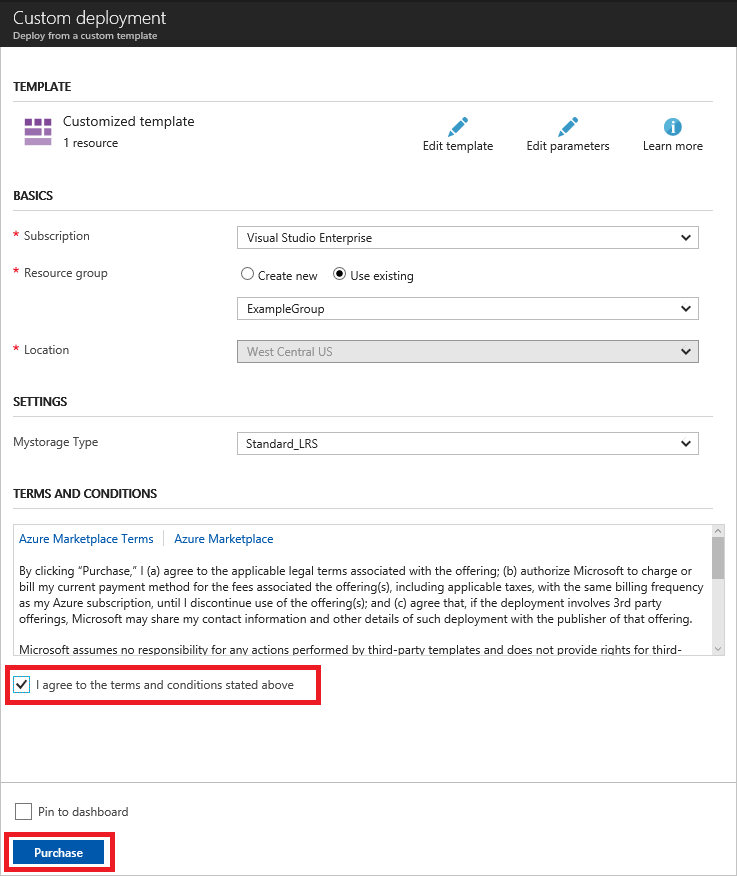 Custom deployment
Deploy from a custom template
TEMPLATE
Customized template
1 resource
Edit template
Edit parameters
Learn more
BASICS
* Subscription
Visual Studio Enterprise
* Resource group
Create new
Use existing
ExampleGroup
* Location
West Central US
SETTINGS
Mystorage Type
Standard_LRS
TERMS AND CONDITIONS
Azure Marketplace Terms
Azure Marketplace
By clicking “Purchase,” I (a) agree to the applicable legal terms associated with the offering; (b) authorize Microsoft to charge or
bill my current payment method for the fees associated the offering(s), including applicable taxes, with the same billing frequency
as my Azure subscription, until I discontinue use of the offering(s); and (c) agree that, if the deployment involves 3rd party
offerings, Microsoft may share my contact information and other details of such deployment with the publisher of that offering.
Microsoft assumes no responsibility for any actions performed by third-party templates and does not provide rights for third-
I agree to the terms and conditions stated above
Pin to dashboard
Purchase